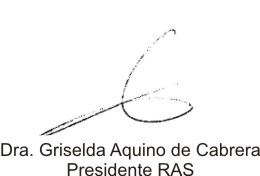 Dra. Griselda Aquino de Cabrera
Presidente RAS